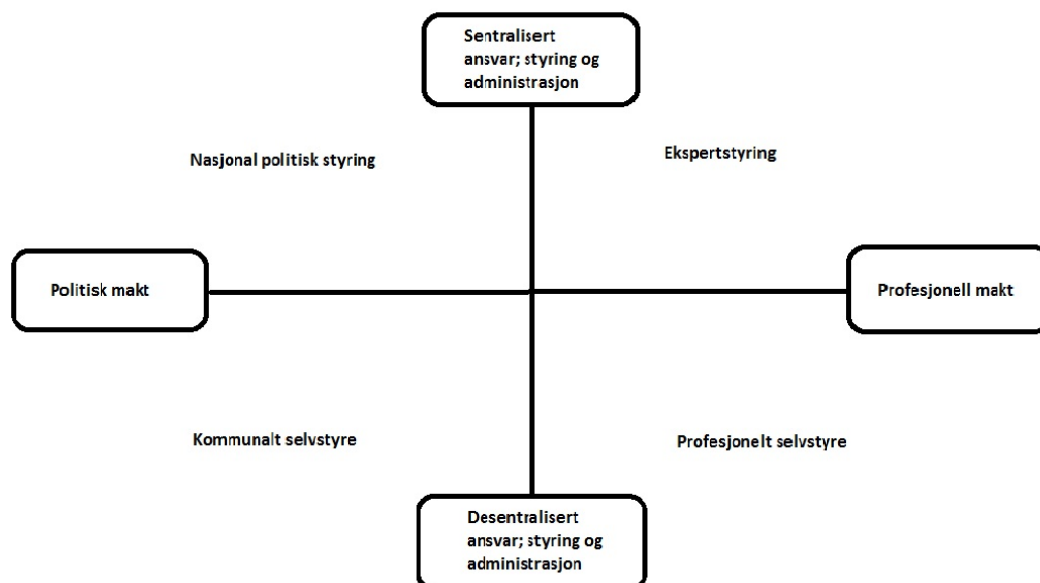 Sentralisert
ansvar; styring og
administrasjon
Nasjonal politisk styring
Ekspertstyring
Politisk makt
Profesjonell makt
Kommunalt selvstyre
Profesjonelt selvstyre
Desentralisert
ansvar; styring og
administrasjon